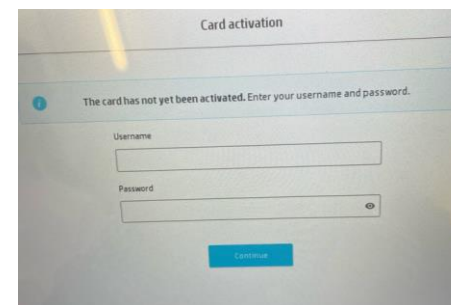 Card activation
The card has not yet been activated. Enter your username and password.
Username
Password
Continue